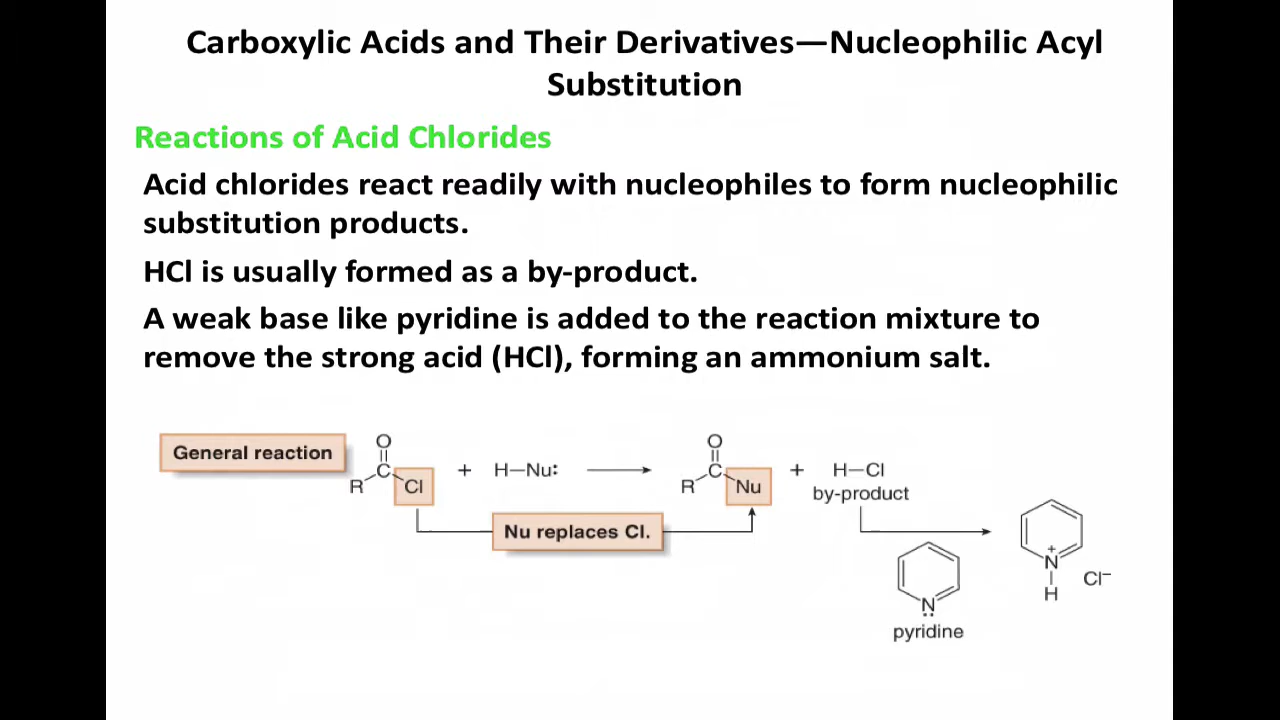 Carboxylic Acids and Their Derivatives—Nucleophilic Acyl
Substitution
Reactions of Acid Chlorides
Acid chlorides react readily with nucleophiles to form nucleophilic
substitution products.
HCl is usually formed as a by-product.
A weak base like pyridine is added to the reaction mixture to
remove the strong acid (HCl), forming an ammonium salt.
General reaction
O
C
R
Cl
+
H—Nu:
O
C
R
Nu
+
H—Cl
by-product
Nu replaces Cl.
N
pyridine
+
N
H
Cl⁻